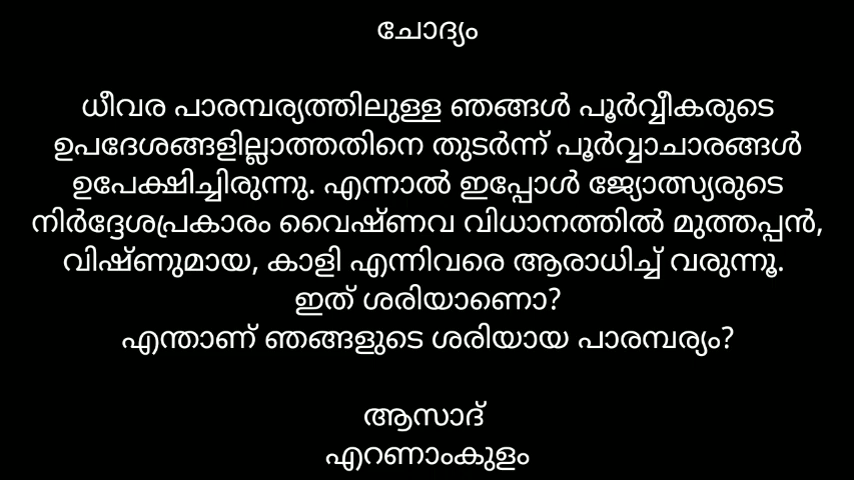 ചോദ്യം
ധീവര പാരമ്പര്യത്തിലുള്ള ഞങ്ങൾ പൂർവ്വീകരുടെ
ഉപദേശങ്ങളില്ലാത്തതിനെ തുടർന്ന് പൂർവ്വാചാരങ്ങൾ
ഉപേക്ഷിച്ചിരുന്നു. എന്നാൽ ഇപ്പോൾ ജ്യോത്സ്യരുടെ
നിർദ്ദേശപ്രകാരം വൈഷ്ണവ വിധാനത്തിൽ മുത്തപ്പൻ,
വിഷ്ണുമായ, കാളി എന്നിവരെ ആരാധിച്ച് വരുന്നൂ.
ഇത് ശരിയാണൊ?
എന്താണ് ഞങ്ങളുടെ ശരിയായ പാരമ്പര്യം?
ആസാദ്
എറണാംകുളം